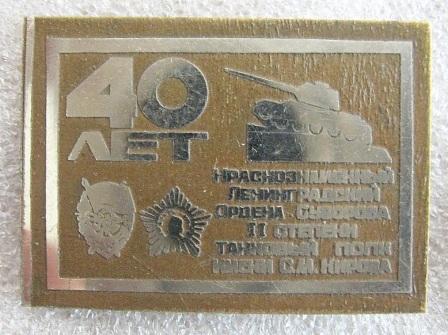 40
ЛЕТ
КРАСНОЗНАМЕННЫЙ
ЛЕНИНГРАДСКИЙ
ОРДЕНА СУВОРОВА
II СТЕПЕНИ
ТАНКОВЫЙ ПОЛК
ИМЕНИ С.М. КИРОВА